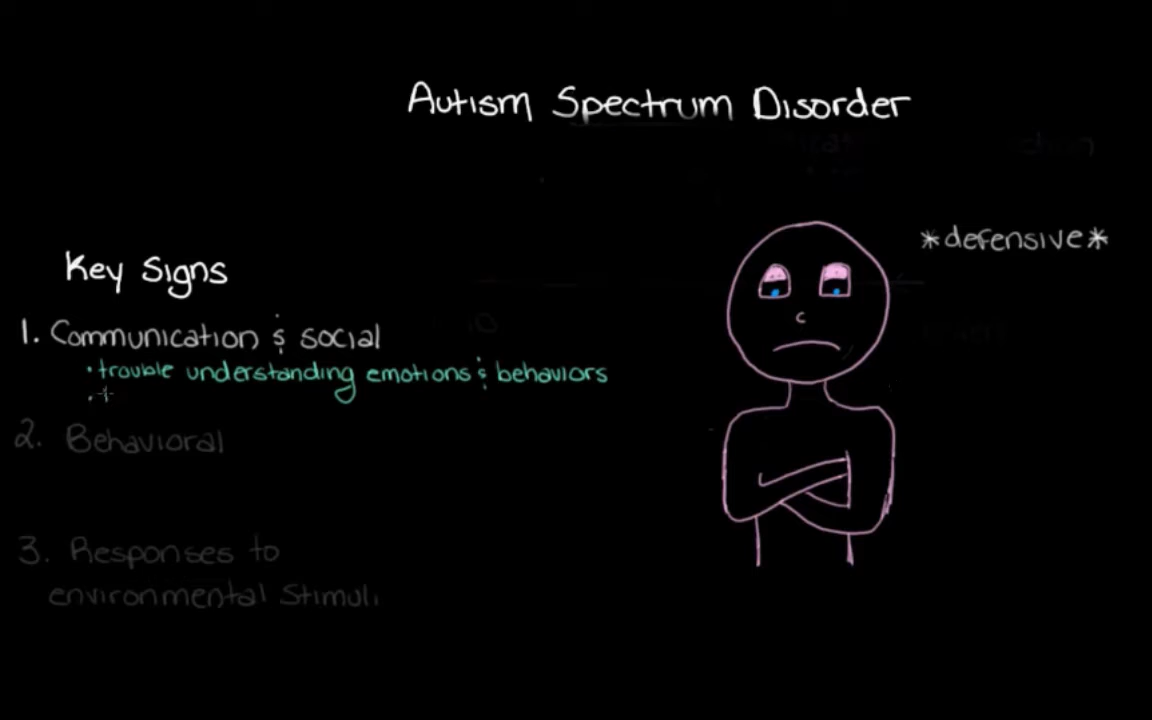 Autism Spectrum Disorder
*defensive*
Key Signs
1. Communication & social
• trouble understanding emotions & behaviors
2. Behavioral
3. Responses to
environmental Stimuli